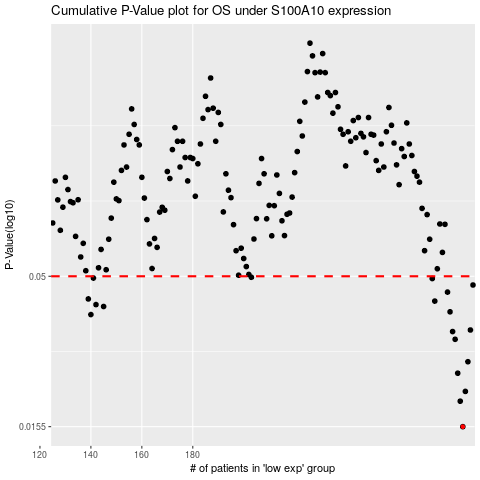 Cumulative P-Value plot for OS under S100A10 expression
P-Value(log10)
0.05
0.0155
120 140 160 180
# of patients in 'low exp' group